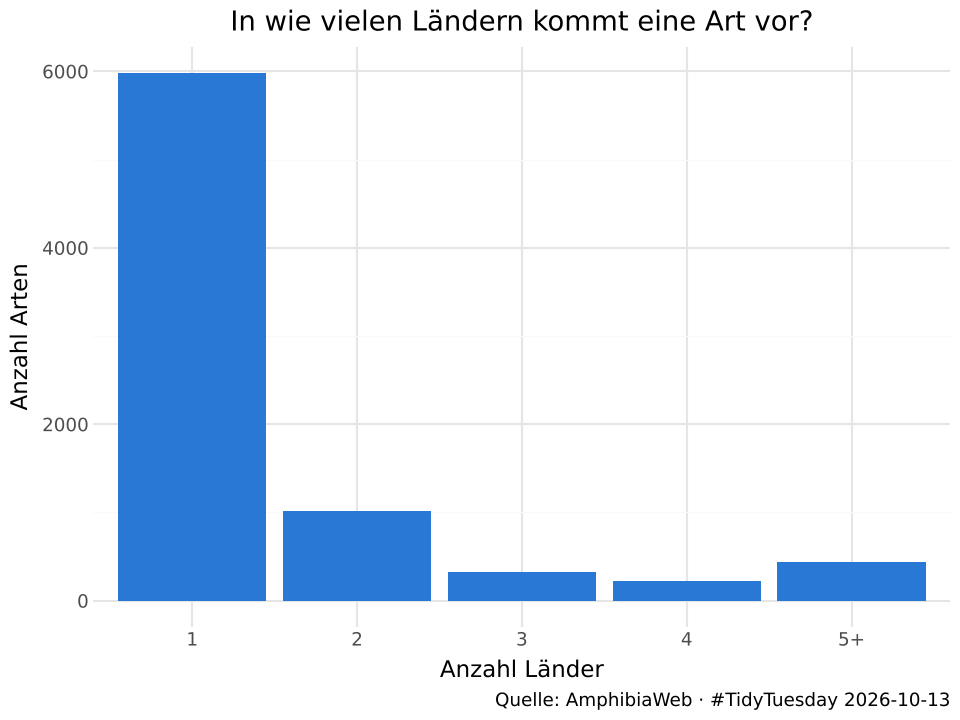 In wie vielen Ländern kommt eine Art vor?
Anzahl Arten
6000
4000
2000
0
1 2 3 4 5+
Anzahl Länder
Quelle: AmphibiaWeb · #TidyTuesday 2026-10-13